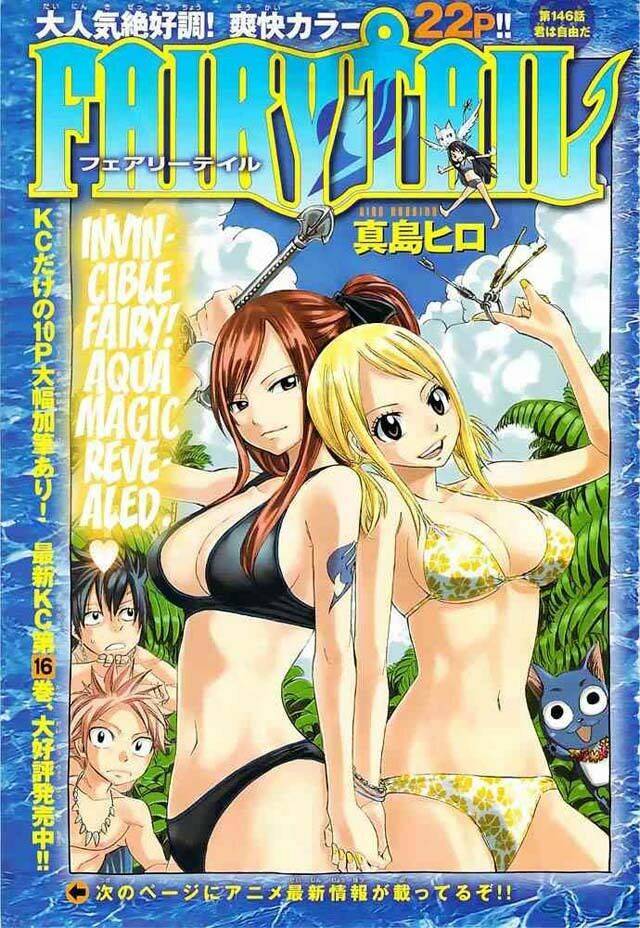 大人気絶好調! 爽快カラー22P!!
第146話
君は自由だ
FAIRY TAIL
フェアリーテイル
HIRO MASHIMA
真島ヒロ
INVIN-
CIBLE
FAIRY!
AQUA
MAGIC
REVE-
ALED.
♥
KCだけの10P大幅加筆あり! 最新KC第16巻、大好評発売中!!
次のページにアニメ最新情報が載ってるぞ!!